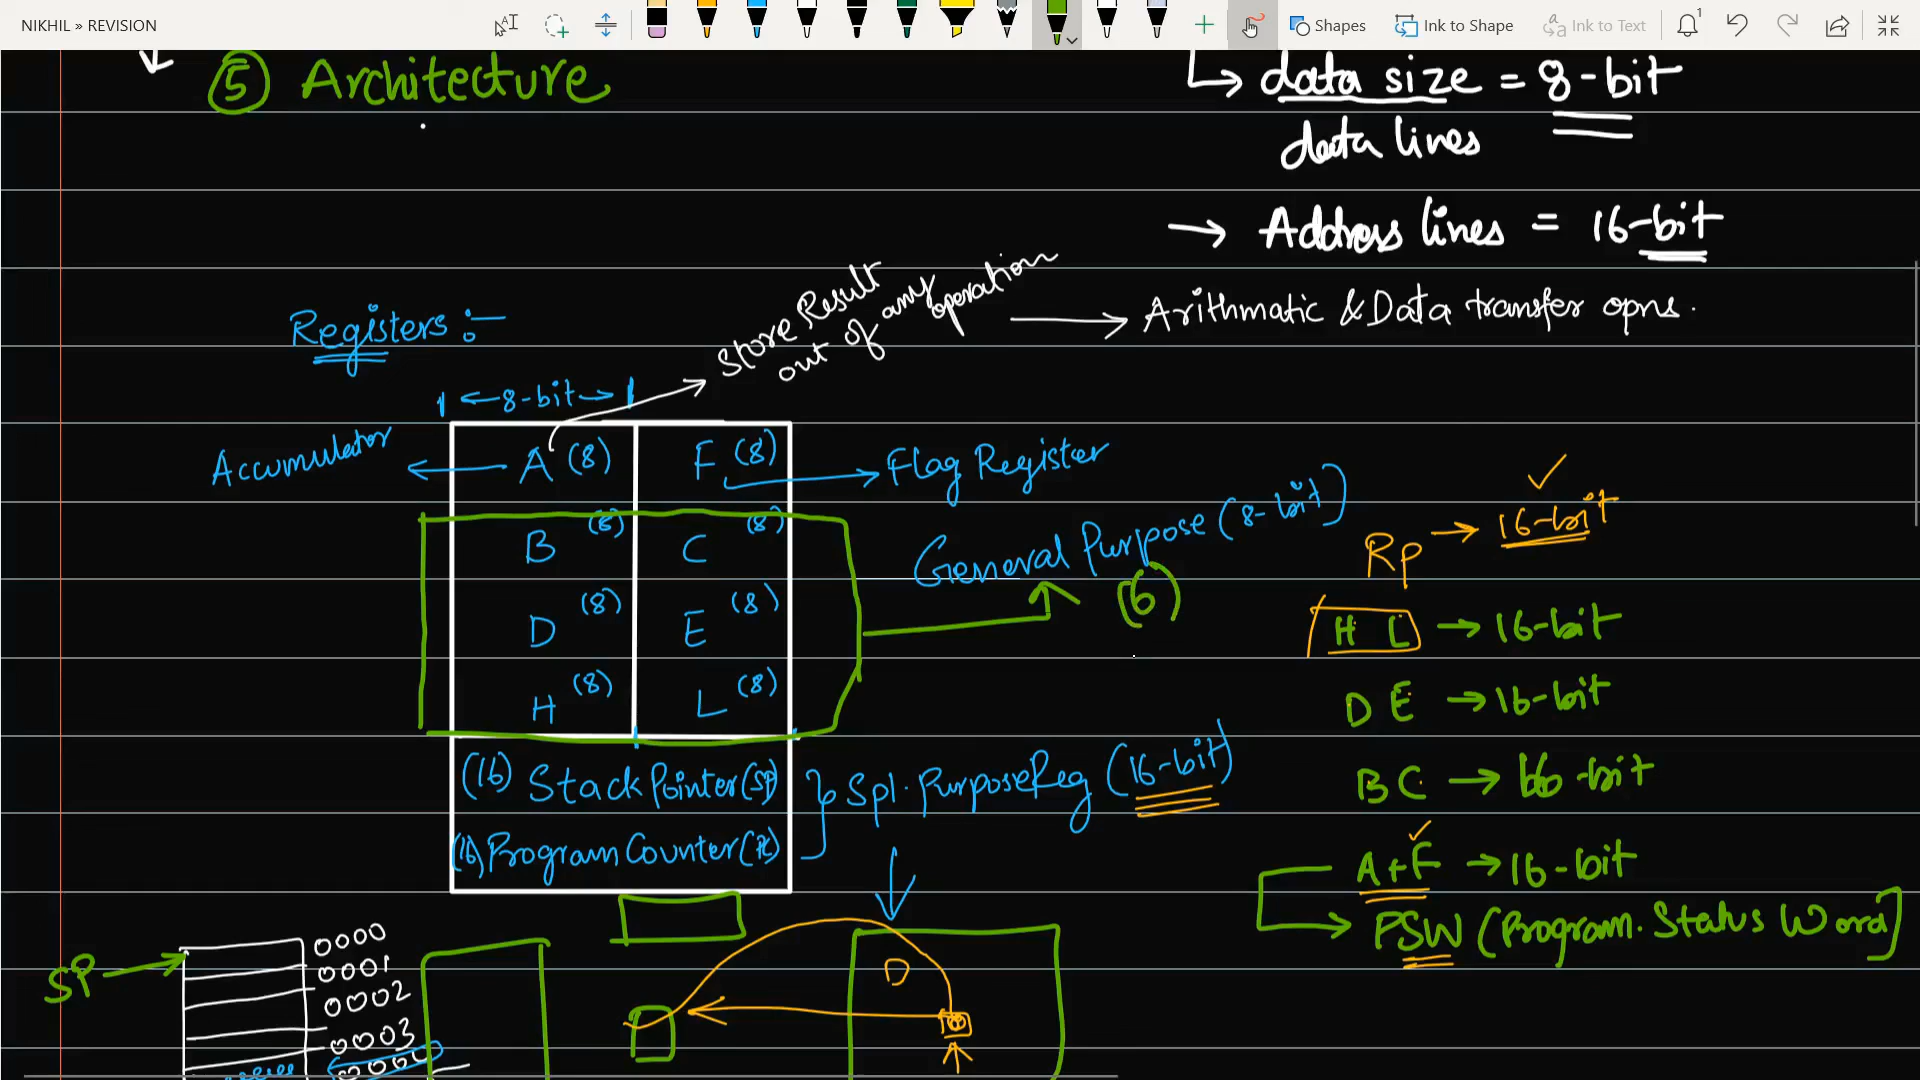 NIKHIL » REVISION
Shapes
Ink to Shape
Ink to Text
1
5 Architecture
data size = 8-bit
data lines
→ Address lines = 16-bit
Registers :-
Store Result
out of any operation
→ Arithmatic & Data transfer opns.
←8-bit→
Accumulator
A (8)
F (8)
Flag Register
B (8)
C (8)
General Purpose (8-bit)
(6)
D (8)
E (8)
H (8)
L (8)
(16) Stack Pointer (SP)
(16) Program Counter (PC)
Spl. Purpose Reg (16-bit)
Rp → 16-bit
H L → 16-bit
D E → 16-bit
B C → 16-bit
A + F → 16-bit
PSW (Program. Status Word)
SP
0000
0001
0002
0003
D